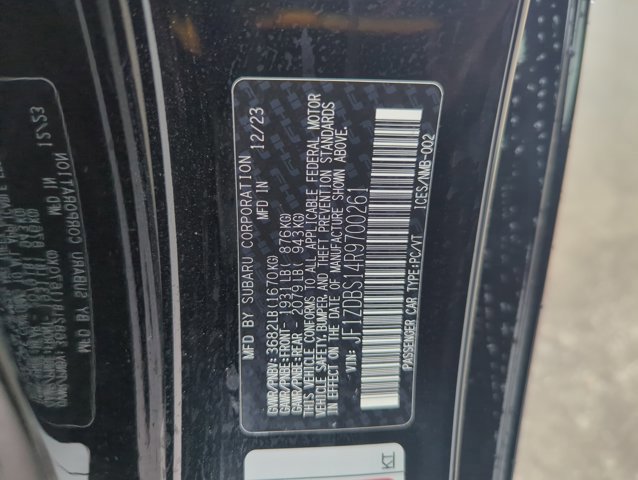 MFD BY SUBARU CORPORATION 12/23
MADE IN
GVWR/PNBV: 3682LB(1670KG)
GAWR/PNBE:FRONT- 1931LB( 876KG)
GAWR/PNBE:REAR - 2079LB( 943KG)
THIS VEHICLE CONFORMS TO ALL APPLICABLE FEDERAL MOTOR
VEHICLE SAFETY,BUMPER AND THEFT PREVENTION STANDARDS
IN EFFECT ON THE DATE OF MANUFACTURE SHOWN ABOVE.
VIN: JF1ZDBS14R9700261
ICES/NMB-002
PASSENGER CAR TYPE:PC/VT
KI